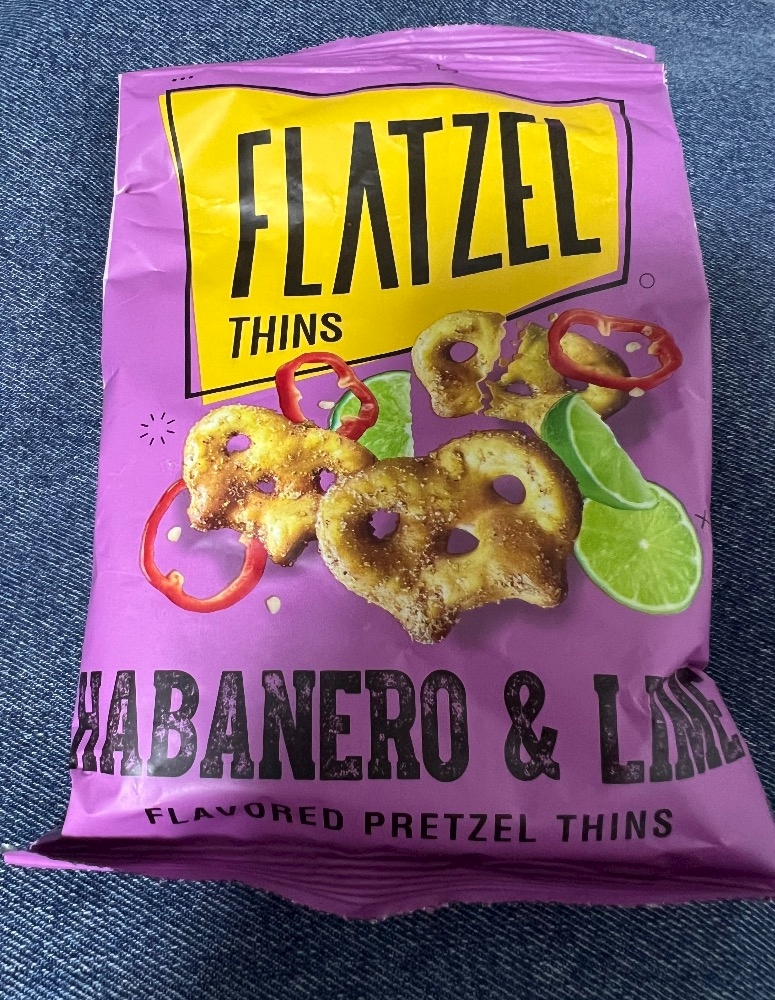 FLATZEL
THINS
HABANERO & LIME
FLAVORED PRETZEL THINS